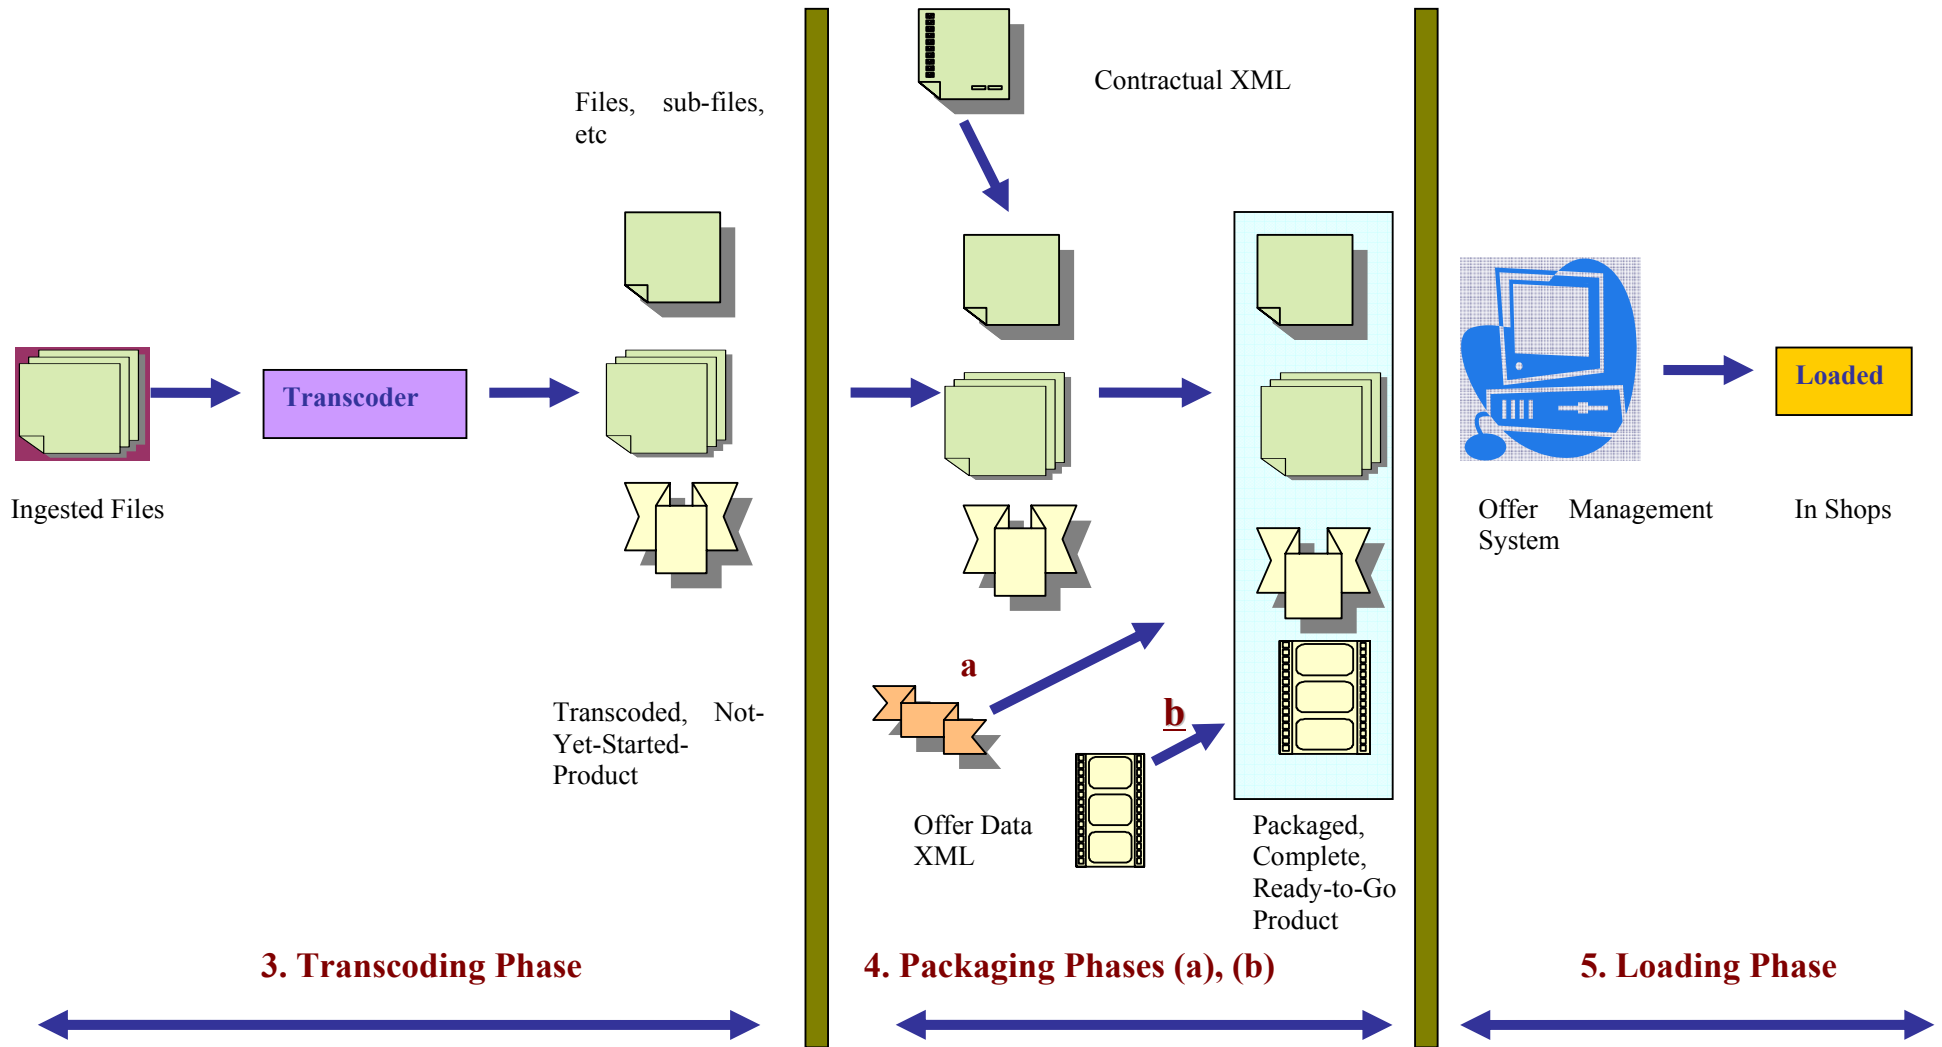 Files, sub-files,
etc
Contractual XML
Transcoder
Loaded
Ingested Files
Offer Management
System
In Shops
a
b
Transcoded, Not-
Yet-Started-
Product
Offer Data
XML
Packaged,
Complete,
Ready-to-Go
Product
3. Transcoding Phase
4. Packaging Phases (a), (b)
5. Loading Phase